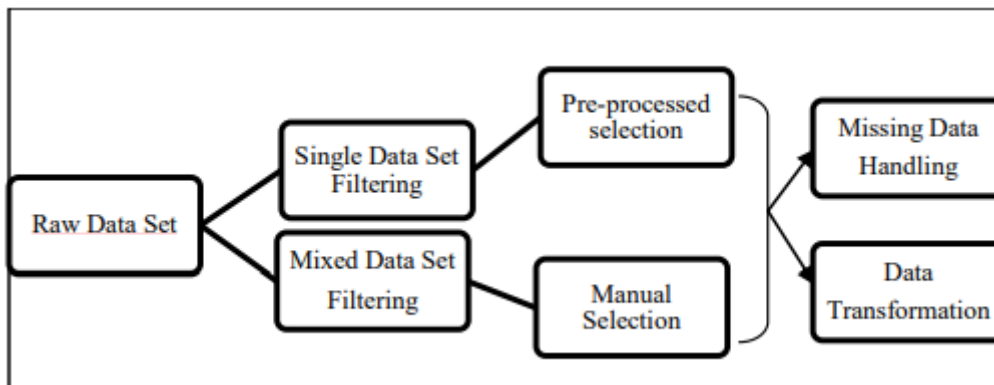 Raw Data Set
Single Data Set
Filtering
Mixed Data Set
Filtering
Pre-processed
selection
Manual
Selection
Missing Data
Handling
Data
Transformation